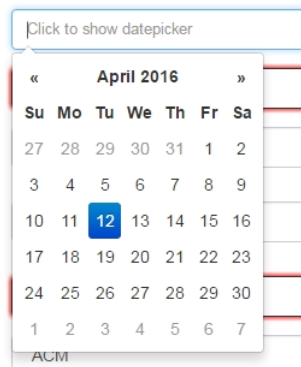 Click to show datepicker
« April 2016 »
Su Mo Tu We Th Fr Sa
27 28 29 30 31 1 2
3 4 5 6 7 8 9
10 11 12 13 14 15 16
17 18 19 20 21 22 23
24 25 26 27 28 29 30
1 2 3 4 5 6 7
ACM